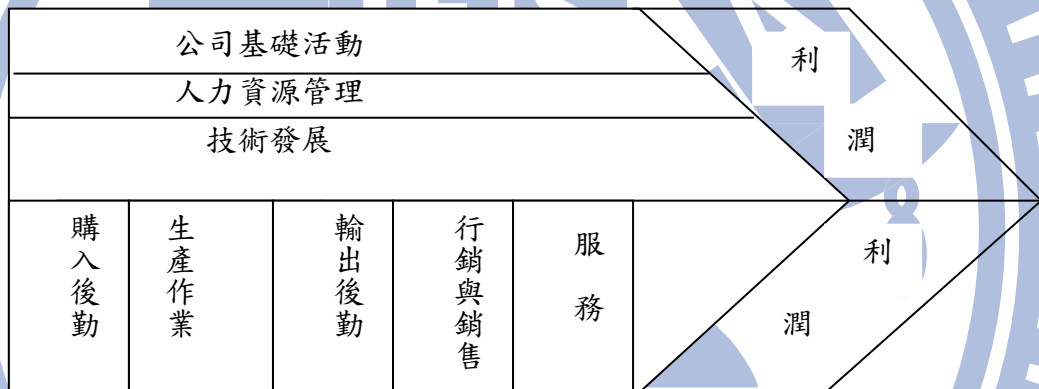 公司基礎活動
人力資源管理
技術發展
利
潤
購入後勤
生產作業
輸出後勤
行銷與銷售
服務
利
潤